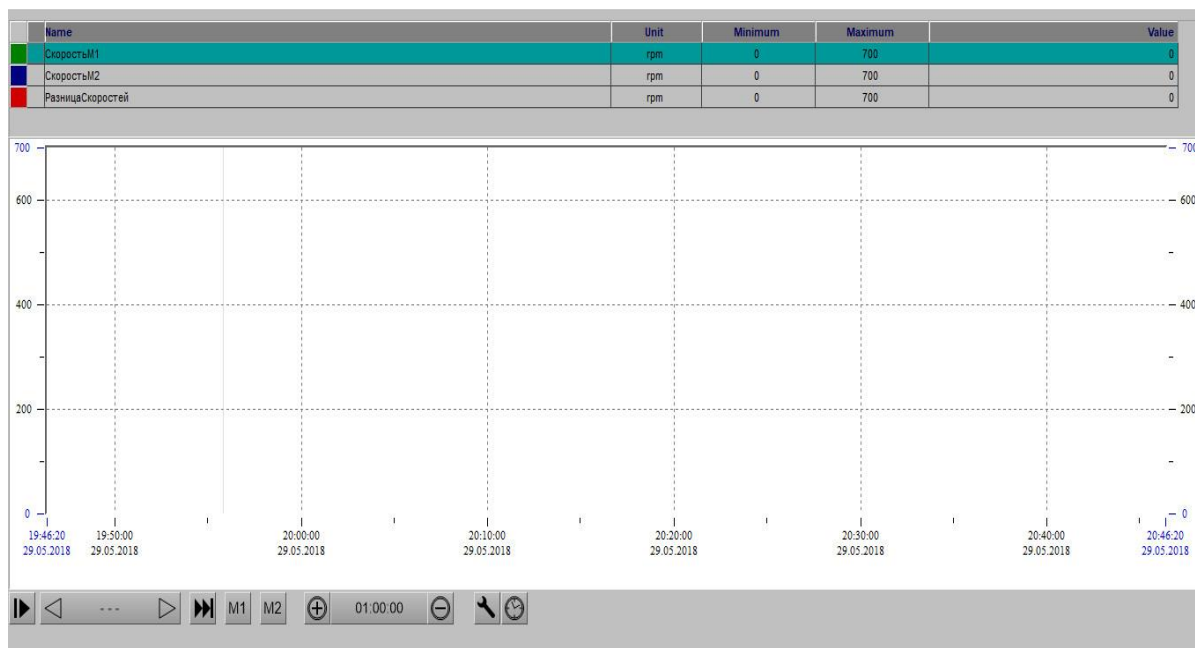 Name Unit Minimum Maximum Value
СкоростьМ1 rpm 0 700 0
СкоростьМ2 rpm 0 700 0
РазницаСкоростей rpm 0 700 0
700 700
600 600
400 400
200 200
0 0
19:46:20 19:50:00 20:00:00 20:10:00 20:20:00 20:30:00 20:40:00 20:46:20
29.05.2018 29.05.2018 29.05.2018 29.05.2018 29.05.2018 29.05.2018 29.05.2018 29.05.2018
--- M1 M2 01:00:00